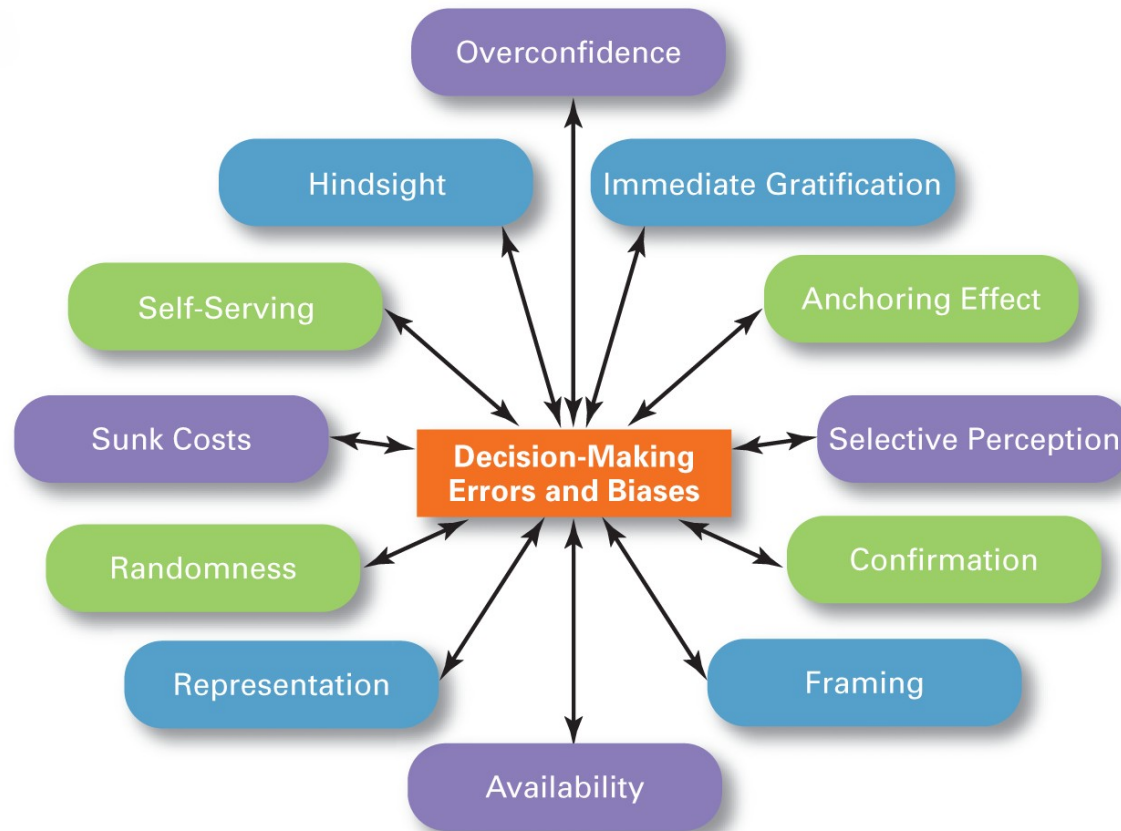 Overconfidence
Hindsight
Immediate Gratification
Self-Serving
Anchoring Effect
Sunk Costs
Decision-Making
Errors and Biases
Selective Perception
Randomness
Confirmation
Representation
Framing
Availability